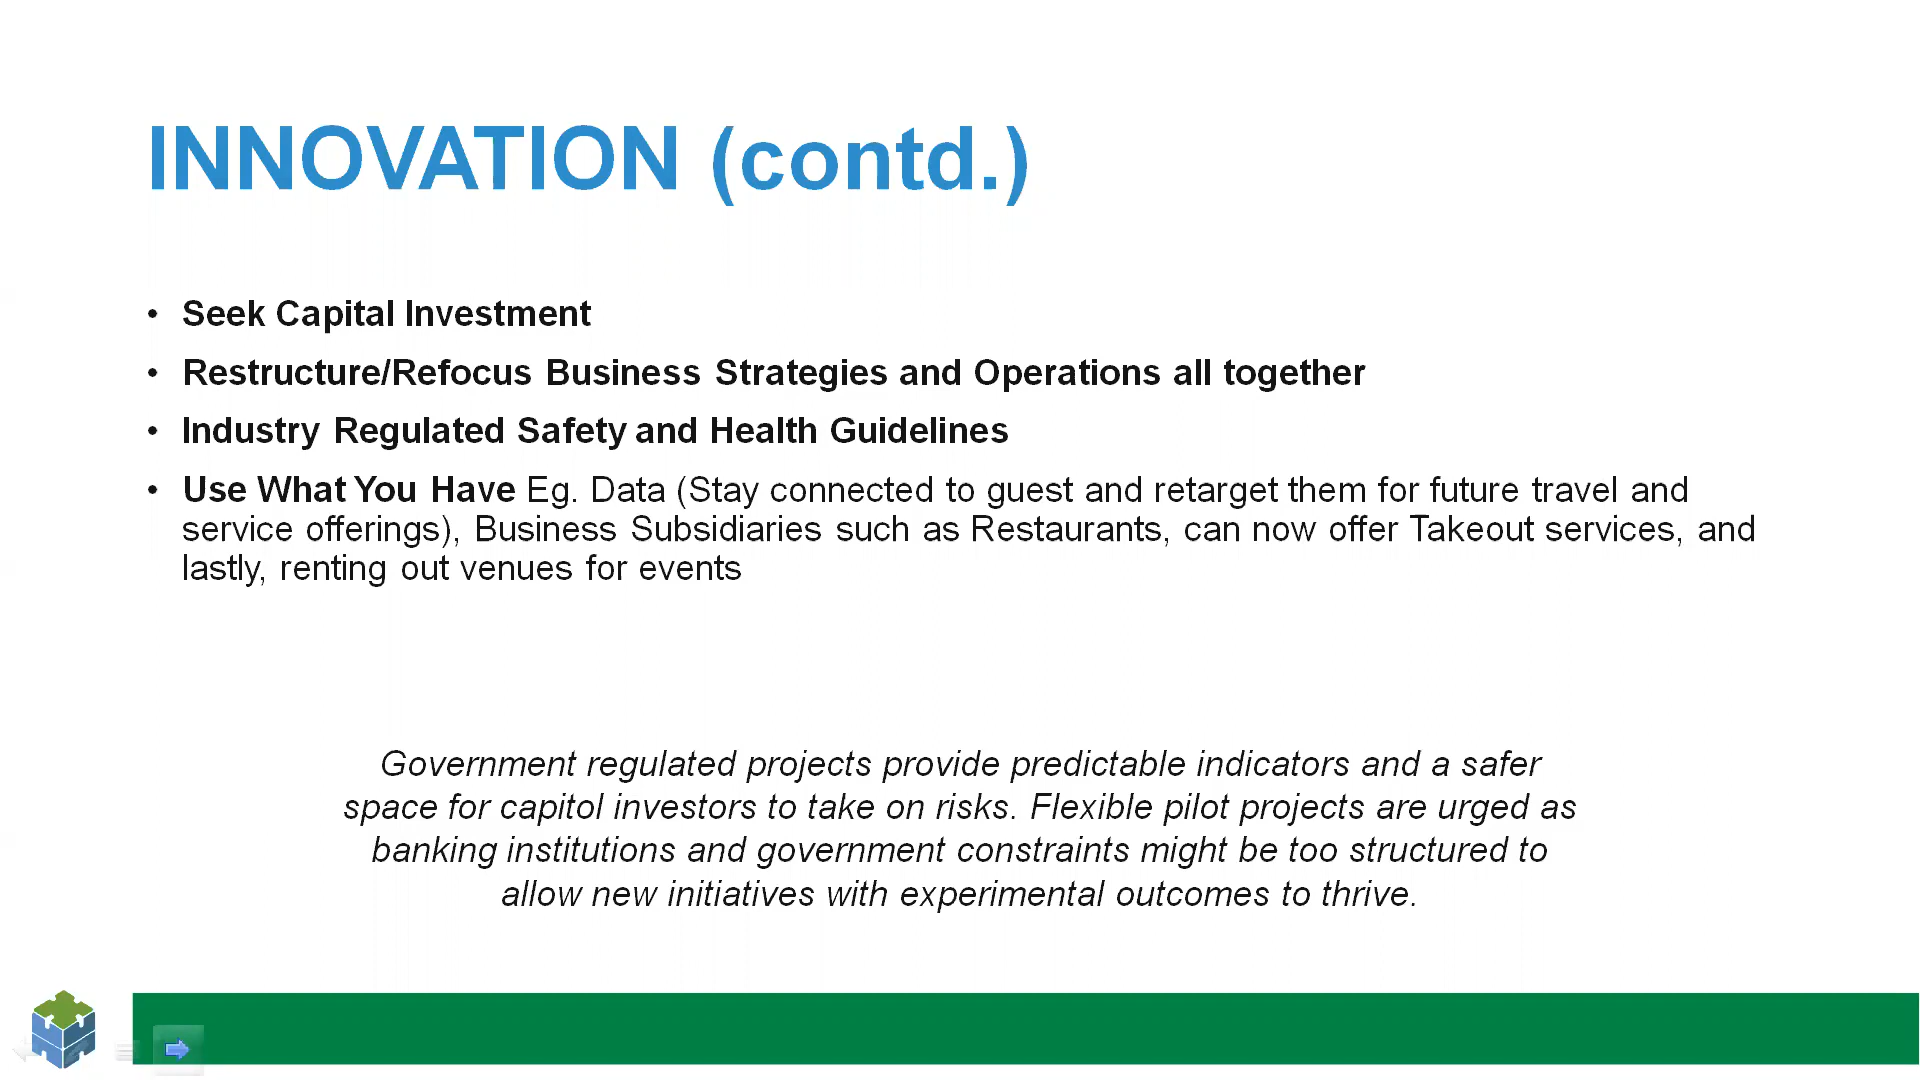 INNOVATION (contd.)
• Seek Capital Investment
• Restructure/Refocus Business Strategies and Operations all together
• Industry Regulated Safety and Health Guidelines
• Use What You Have Eg. Data (Stay connected to guest and retarget them for future travel and
service offerings), Business Subsidiaries such as Restaurants, can now offer Takeout services, and
lastly, renting out venues for events
Government regulated projects provide predictable indicators and a safer
space for capitol investors to take on risks. Flexible pilot projects are urged as
banking institutions and government constraints might be too structured to
allow new initiatives with experimental outcomes to thrive.